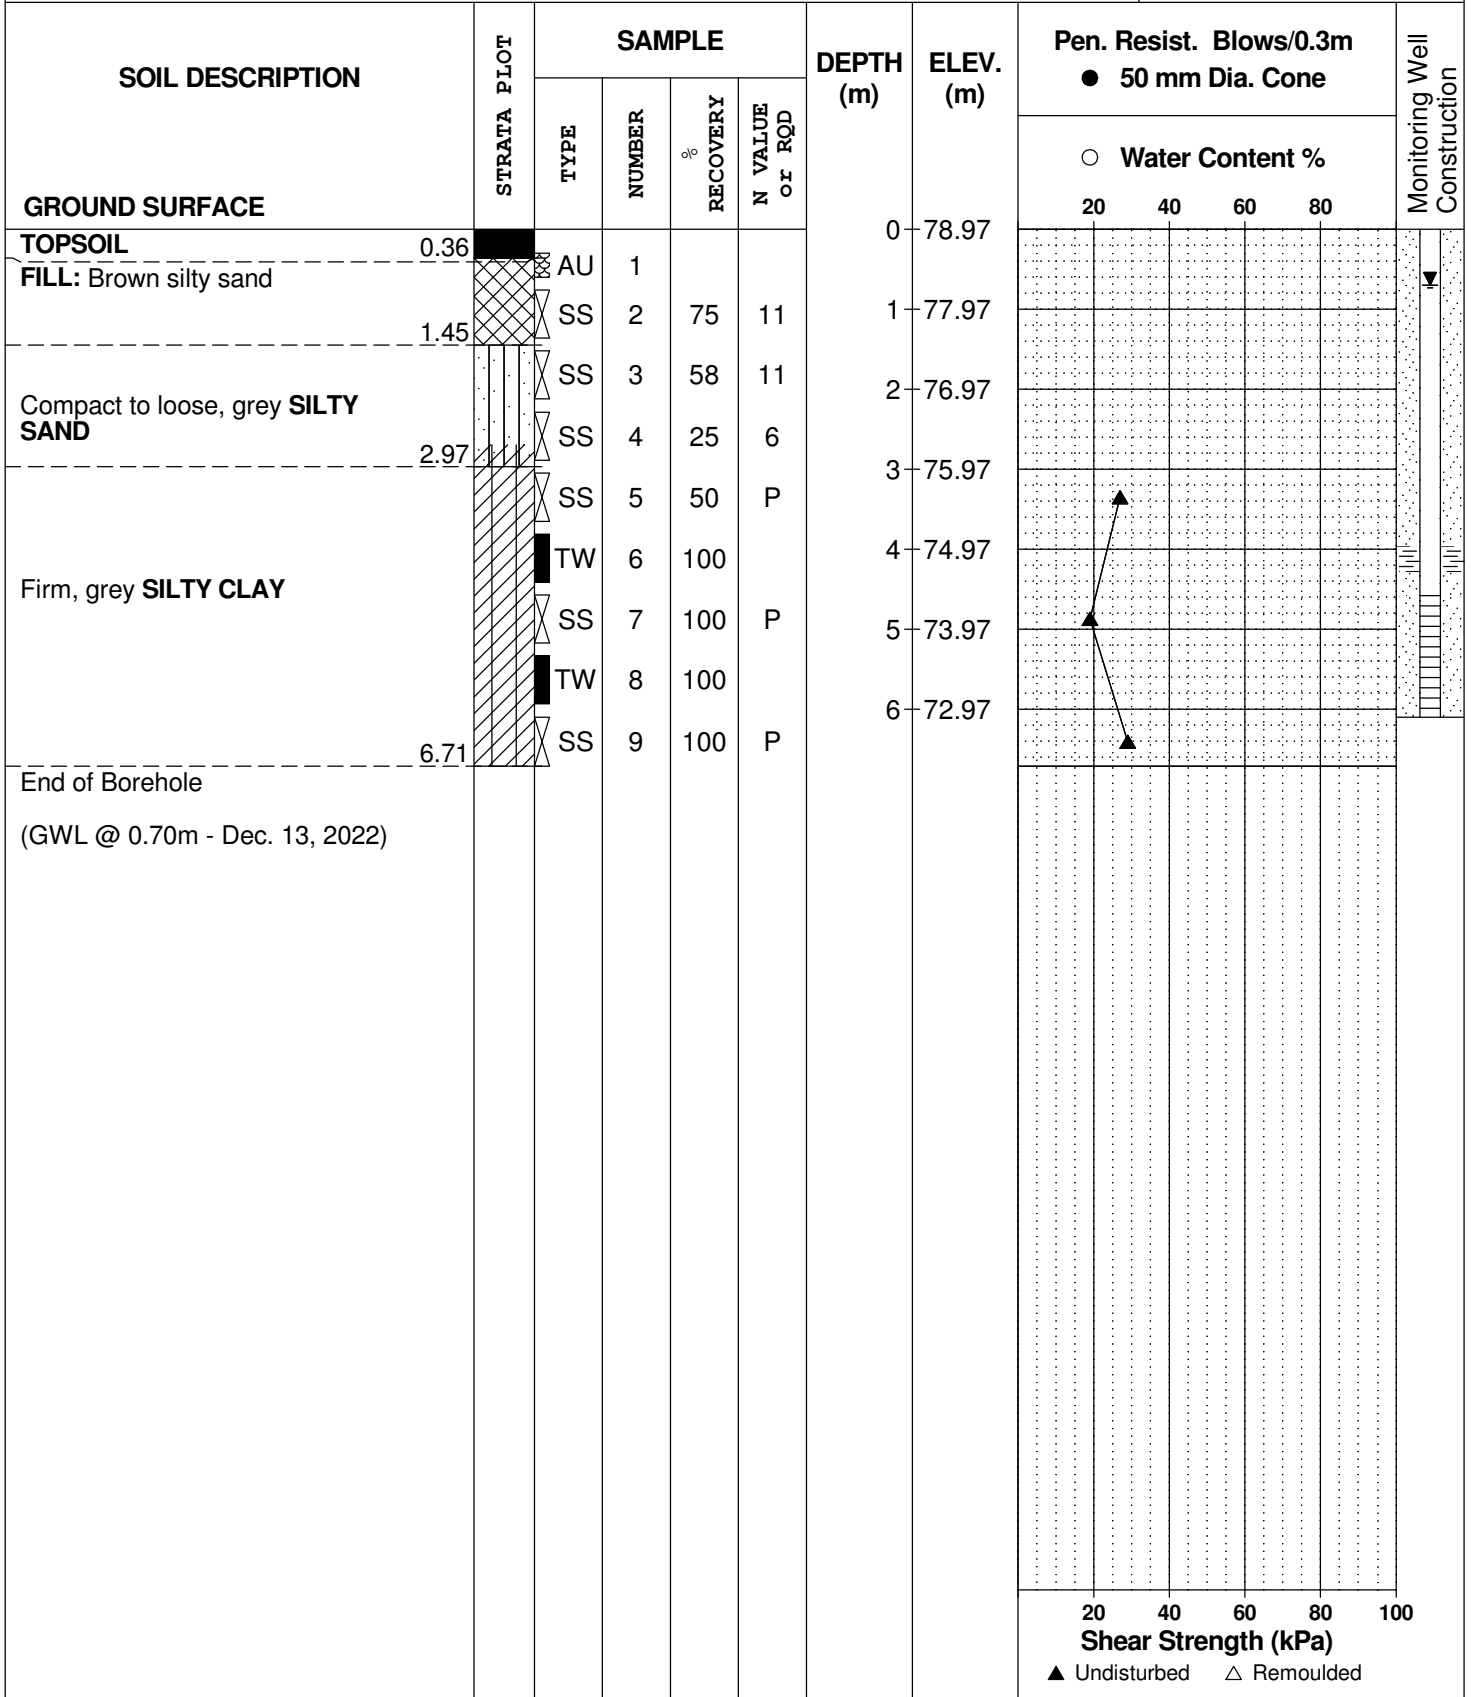 SOIL DESCRIPTION
GROUND SURFACE
STRATA PLOT
SAMPLE
TYPE
NUMBER
%
RECOVERY
N VALUE
or RQD
DEPTH
(m)
ELEV.
(m)
Pen. Resist. Blows/0.3m
● 50 mm Dia. Cone
○ Water Content %
20 40 60 80
Monitoring Well
Construction
0 78.97
TOPSOIL 0.36
FILL: Brown silty sand
AU 1
1 77.97
SS 2 75 11
1.45
SS 3 58 11
2 76.97
Compact to loose, grey SILTY
SAND
SS 4 25 6
2.97
3 75.97
SS 5 50 P
4 74.97
TW 6 100
Firm, grey SILTY CLAY
SS 7 100 P
5 73.97
TW 8 100
6 72.97
SS 9 100 P
6.71
End of Borehole
(GWL @ 0.70m - Dec. 13, 2022)
20 40 60 80 100
Shear Strength (kPa)
▲ Undisturbed △ Remoulded